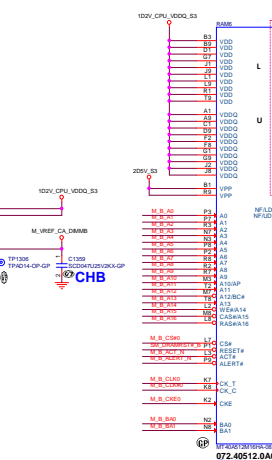 1D2V_CPU_VDDQ_S3
RAM6
B3 VDD
B9 VDD
D1 VDD
G7 VDD
J1 VDD
J9 VDD
L1 VDD
L9 VDD
R1 VDD
T9 VDD
L
A1 VDDQ
A9 VDDQ
C1 VDDQ
D9 VDDQ
F2 VDDQ
F8 VDDQ
G1 VDDQ
G9 VDDQ
J2 VDDQ
J8 VDDQ
U
2D5V_S3
B1 VPP
R9 VPP
1D2V_CPU_VDDQ_S3
M_VREF_CA_DIMMB
TP1306
TPAD14-OP-GP
C1359
SCD047U25V2KX-GP
CHB
M_B_A0 P3 A0
M_B_A1 P7 A1
M_B_A2 R3 A2
M_B_A3 N7 A3
M_B_A4 N3 A4
M_B_A5 P8 A5
M_B_A6 P2 A6
M_B_A7 R8 A7
M_B_A8 R2 A8
M_B_A9 R7 A9
M_B_A10 M3 A10/AP
M_B_A11 T2 A11
M_B_A12 M7 A12/BC#
M_B_A13 T8 A13
M_B_A14 L2 WE#/A14
M_B_A15 M8 CAS#/A15
M_B_A16 L8 RAS#/A16
NF/LD
NF/UD
M_B_CS#0 L7 CS#
SM_DRAMRST#_B P1 RESET#
M_B_ACT_N L3 ACT#
M_B_ALERT_N P9 ALERT#
M_B_CLK0 K7 CK_T
M_B_CLK#0 K8 CK_C
M_B_CKE0 K2 CKE
M_B_BA0 N2 BA0
M_B_BA1 N8 BA1
GP
MT40A512M16HA-08
072.40512.0A0